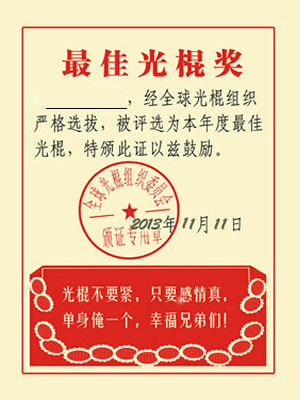 最佳光棍奖
，经全球光棍组织
严格选拔，被评选为本年度最佳
光棍，特颁此证以兹鼓励。
全球光棍组织委员会
颁证专用章
2013年11月11日
光棍不要紧，只要感情真，
单身俺一个，幸福兄弟们！